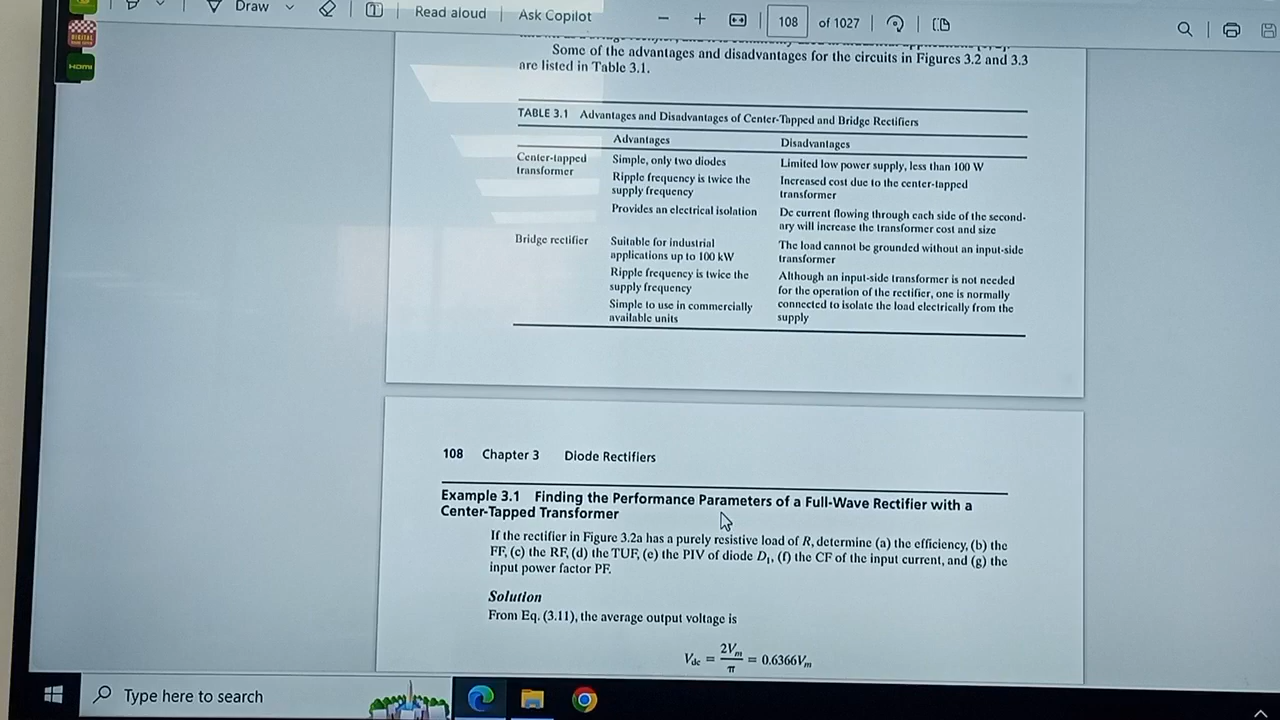 Draw
Read aloud
Ask Copilot
108
of 1027
DIGITAL
HDMI
Some of the advantages and disadvantages for the circuits in Figures 3.2 and 3.3
are listed in Table 3.1.
TABLE 3.1 Advantages and Disadvantages of Center-Tapped and Bridge Rectifiers
Advantages Disadvantages
Center-tapped
transformer
Simple, only two diodes
Ripple frequency is twice the
supply frequency
Provides an electrical isolation
Limited low power supply, less than 100 W
Increased cost due to the center-tapped
transformer
Dc current flowing through each side of the second-
ary will increase the transformer cost and size
Bridge rectifier
Suitable for industrial
applications up to 100 kW
Ripple frequency is twice the
supply frequency
Simple to use in commercially
available units
The load cannot be grounded without an input-side
transformer
Although an input-side transformer is not needed
for the operation of the rectifier, one is normally
connected to isolate the load electrically from the
supply
108 Chapter 3 Diode Rectifiers
Example 3.1 Finding the Performance Parameters of a Full-Wave Rectifier with a
Center-Tapped Transformer
If the rectifier in Figure 3.2a has a purely resistive load of R, determine (a) the efficiency, (b) the
FF, (c) the RF, (d) the TUF, (e) the PIV of diode D₁, (f) the CF of the input current, and (g) the
input power factor PF.
Solution
From Eq. (3.11), the average output voltage is
V_dc = 2V_m/π = 0.6366V_m
Type here to search